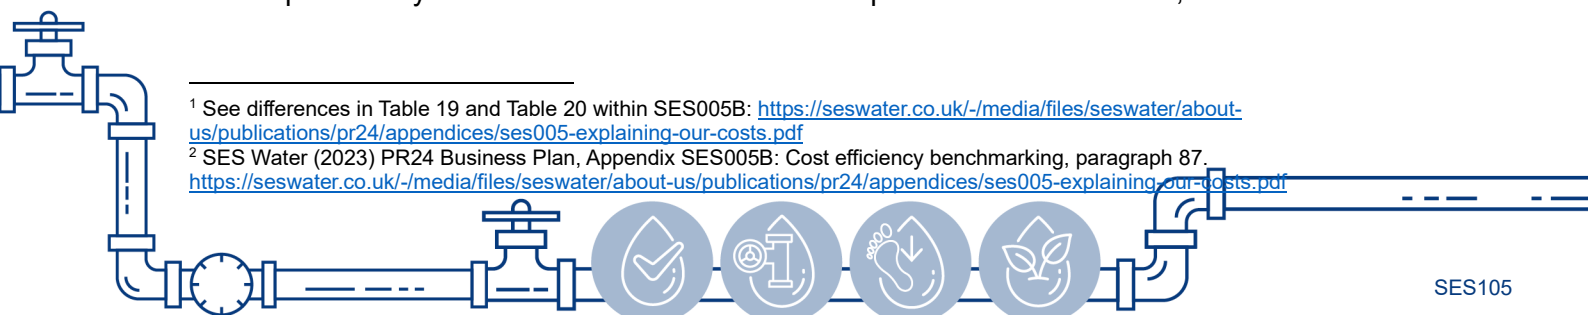 1 See differences in Table 19 and Table 20 within SES005B: https://seswater.co.uk/-/media/files/seswater/about-
us/publications/pr24/appendices/ses005-explaining-our-costs.pdf
2 SES Water (2023) PR24 Business Plan, Appendix SES005B: Cost efficiency benchmarking, paragraph 87.
https://seswater.co.uk/-/media/files/seswater/about-us/publications/pr24/appendices/ses005-explaining-our-costs.pdf
SES105